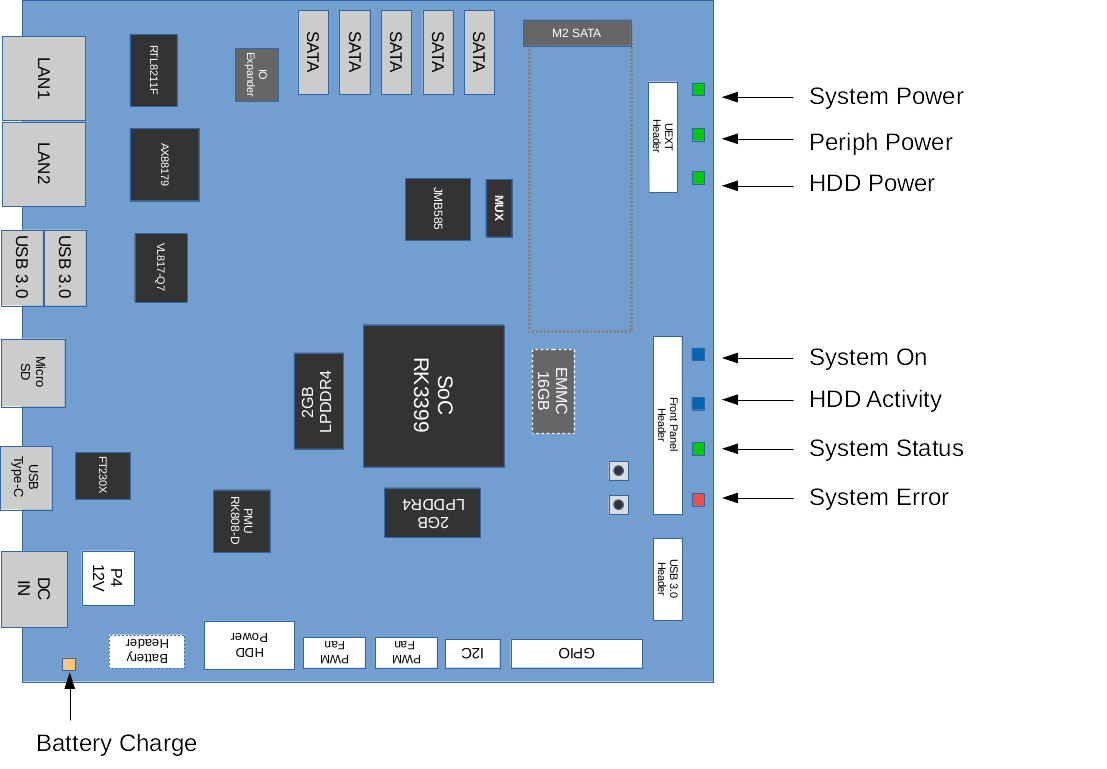 LAN1
LAN2
USB 3.0
USB 3.0
Micro
SD
USB
Type-C
DC
IN
P4
12V
RTL8211F
AX88179
VL817-Q7
FT230X
IO
Expander
SATA
SATA
SATA
SATA
SATA
M2 SATA
JMB585
MUX
UEXT
Header
SoC
RK3399
LPDDR4
2GB
LPDDR4
2GB
EMMC
16GB
PMU
RK808-D
Front Panel
Header
USB 3.0
Header
Battery
Header
HDD
Power
PWM
Fan
PWM
Fan
I2C
GPIO
System Power
Periph Power
HDD Power
System On
HDD Activity
System Status
System Error
Battery Charge